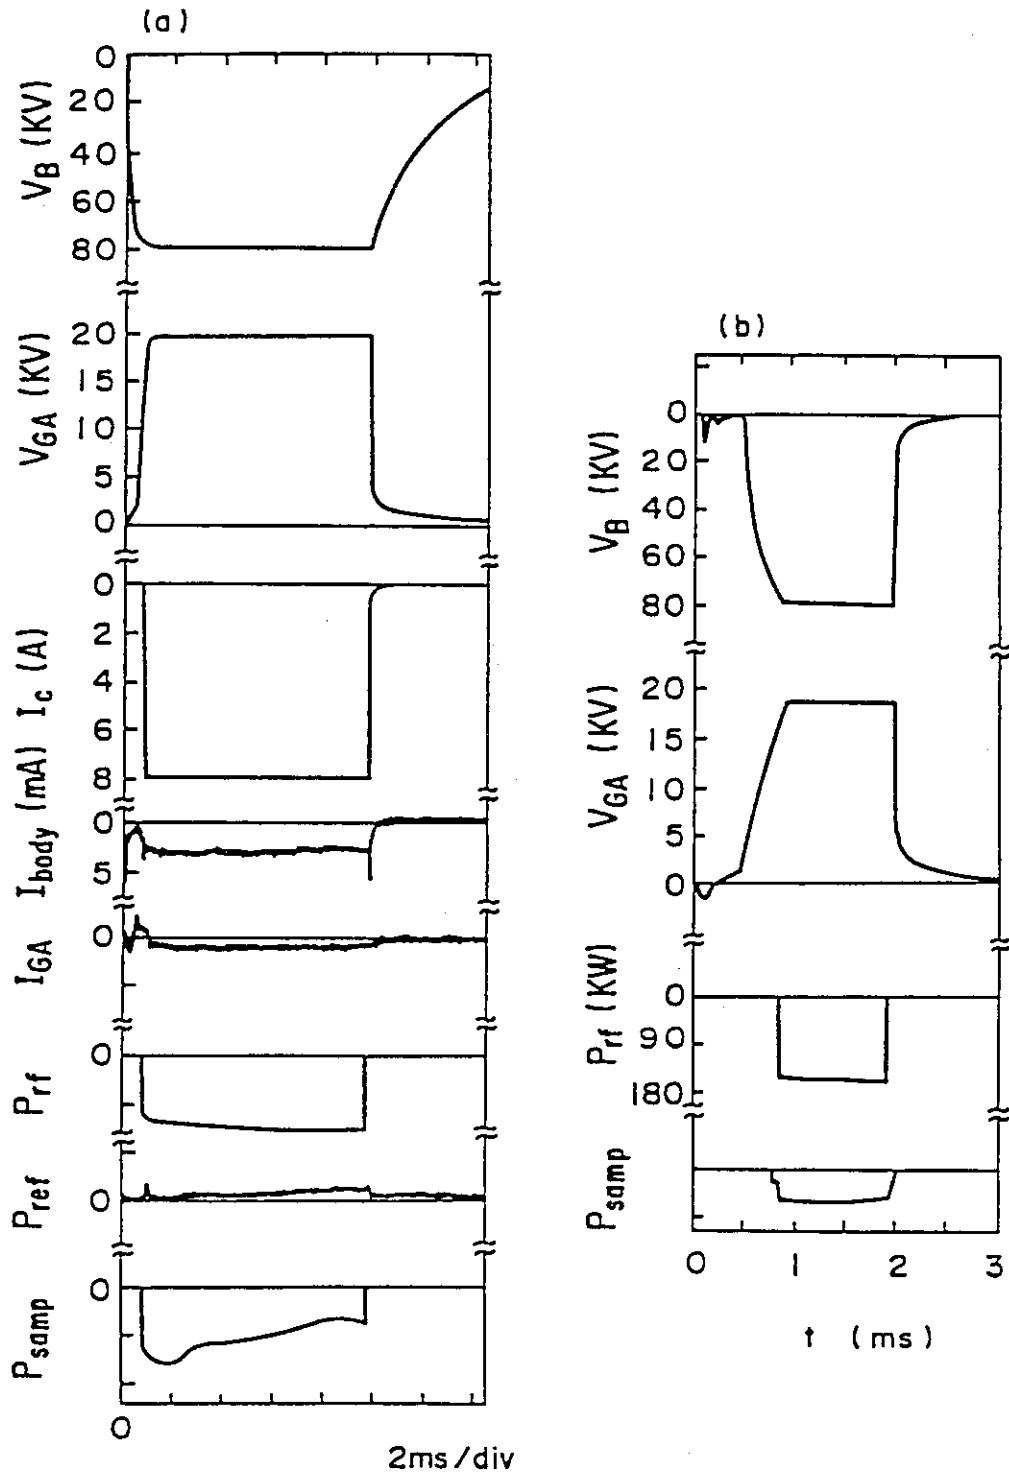 (a)
V_B (KV)
0
20
40
60
80
V_GA (KV)
20
15
10
5
0
I_c (A)
0
2
4
6
8
I_body (mA)
0
5
I_GA
0
P_rf
0
P_ref
0
P_samp
0
0
2ms/div
(b)
V_B (KV)
0
20
40
60
80
V_GA (KV)
20
15
10
5
0
P_rf (KW)
0
90
180
P_samp
0 1 2 3
t (ms)